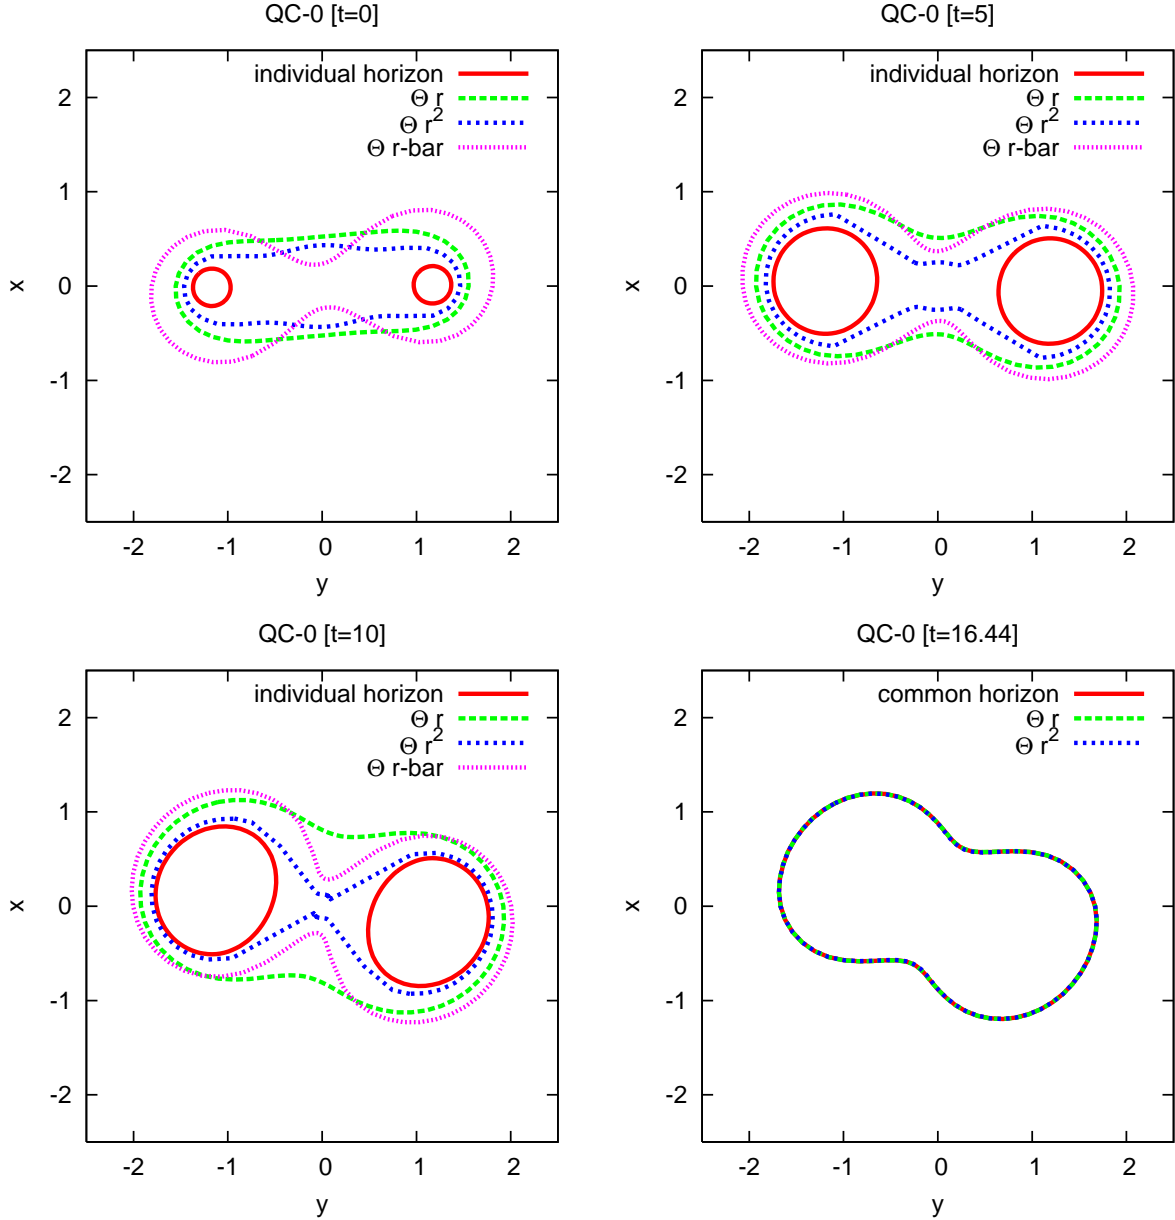 QC-0 [t=0]
individual horizon
Θ r
Θ r²
Θ r-bar
2
1
0
-1
-2
x
-2 -1 0 1 2
y
QC-0 [t=5]
individual horizon
Θ r
Θ r²
Θ r-bar
2
1
0
-1
-2
x
-2 -1 0 1 2
y
QC-0 [t=10]
individual horizon
Θ r
Θ r²
Θ r-bar
2
1
0
-1
-2
x
-2 -1 0 1 2
y
QC-0 [t=16.44]
common horizon
Θ r
Θ r²
2
1
0
-1
-2
x
-2 -1 0 1 2
y